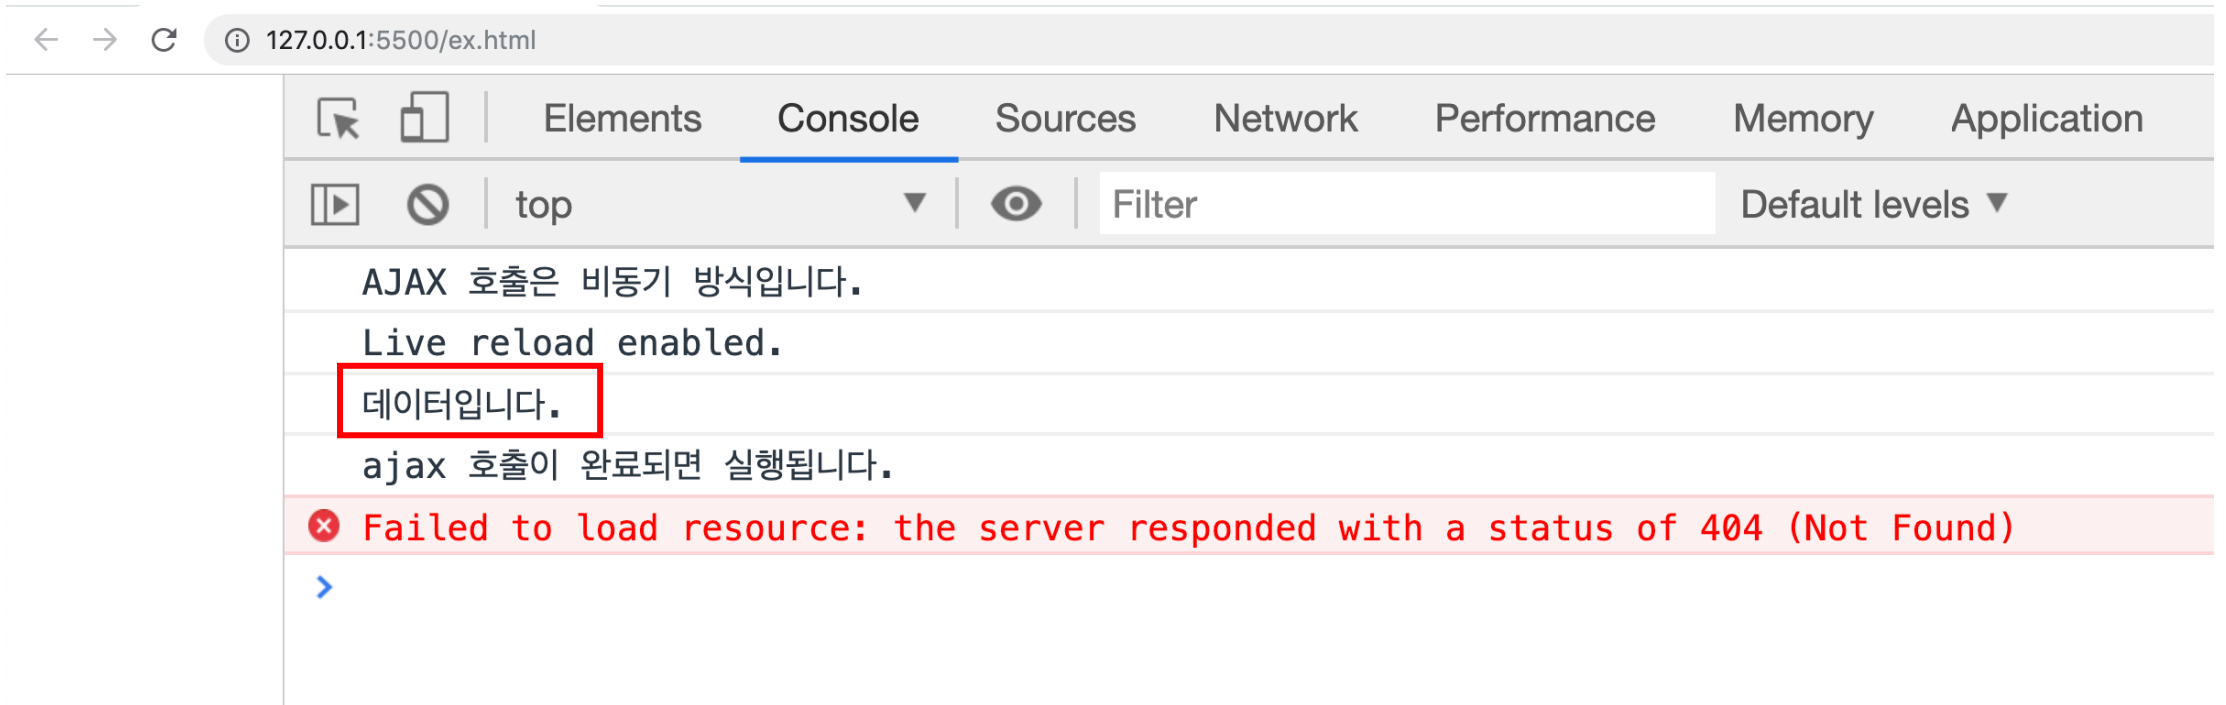 127.0.0.1:5500/ex.html
Elements Console Sources Network Performance Memory Application
top Filter Default levels
AJAX 호출은 비동기 방식입니다.
Live reload enabled.
데이터입니다.
ajax 호출이 완료되면 실행됩니다.
Failed to load resource: the server responded with a status of 404 (Not Found)